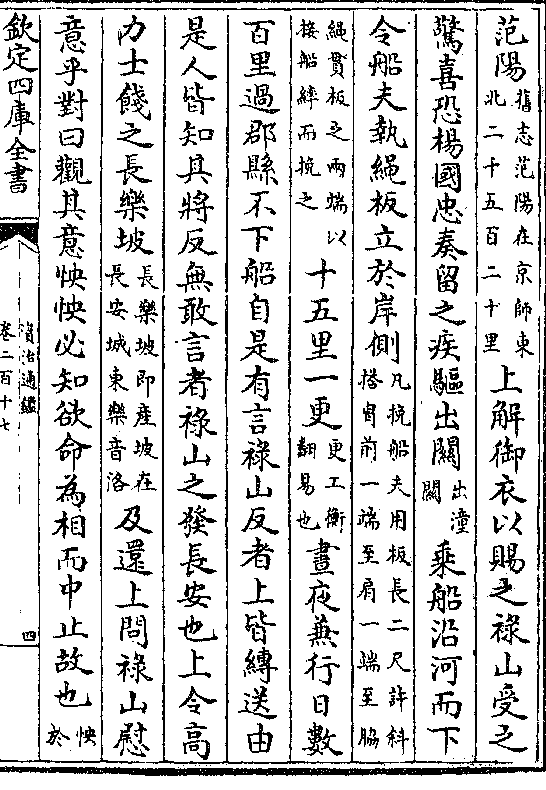 范陽舊志范陽在京師東北二十五百二十里上解御衣以賜之祿山受之
驚喜恐楊國忠奏留之疾驅出關出潼關乘船沿河而下
令船夫執繩板立於岸側凡挽船夫用板長二尺許斜搭胷前一端至肩一端至脇
繩貫板之兩端以接船縴而挽之十五里一更更工衡翻易也晝夜兼行日數
百里過郡縣不下船自是有言祿山反者上皆縛送由
是人皆知其將反無敢言者祿山之發長安也上令高
力士餞之長樂坡長樂坡即産坡在長安城東樂音洛及還上問祿山慰
意乎對曰觀其意怏怏必知欲命為相而中止故也怏於
欽定四庫全書
資治通鑑
卷二百十七
四